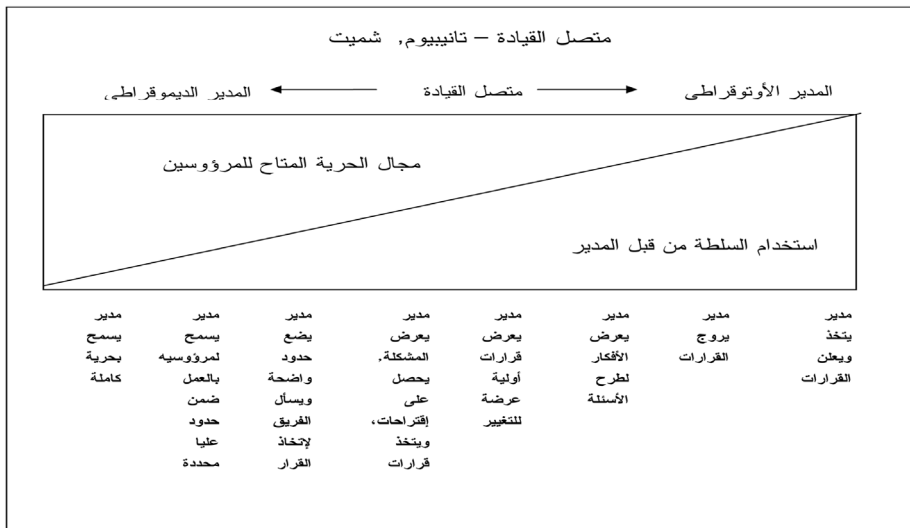 متصل القيادة – تانيبيوم, شميت
المدير الأوتوقراطى
متصل القيادة
المدير الديموقراطى
مجال الحرية المتاح للمرؤوسين
استخدام السلطة من قبل المدير
مدير
يتخذ
ويعلن
القرارات
مدير
يروج
القرارات
مدير
يعرض
الأفكار
لطرح
الأسئلة
مدير
يعرض
قرارات
أولية
عرضة
للتغيير
مدير
يعرض
المشكلة.
يحصل
على
إقتراحات،
ويتخذ
قرارات
مدير
يضع
حدود
واضحة
ويسأل
الفريق
لإتخاذ
القرار
مدير
يسمح
لمرؤوسيه
بالعمل
ضمن
حدود
عليا
محددة
مدير
يسمح
بحرية
كاملة